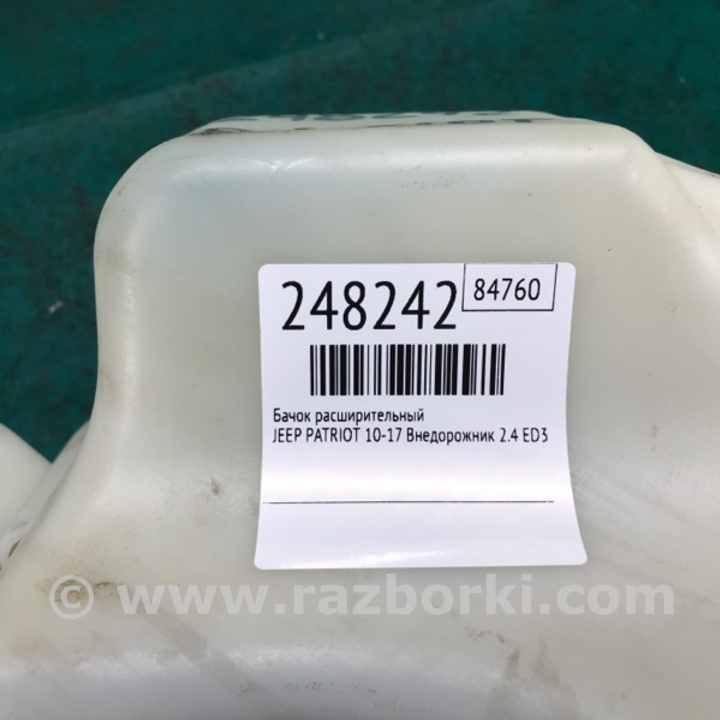 248242
84760
Бачок расширительный
JEEP PATRIOT 10-17 Внедорожник 2.4 ED3
© www.razborki.com